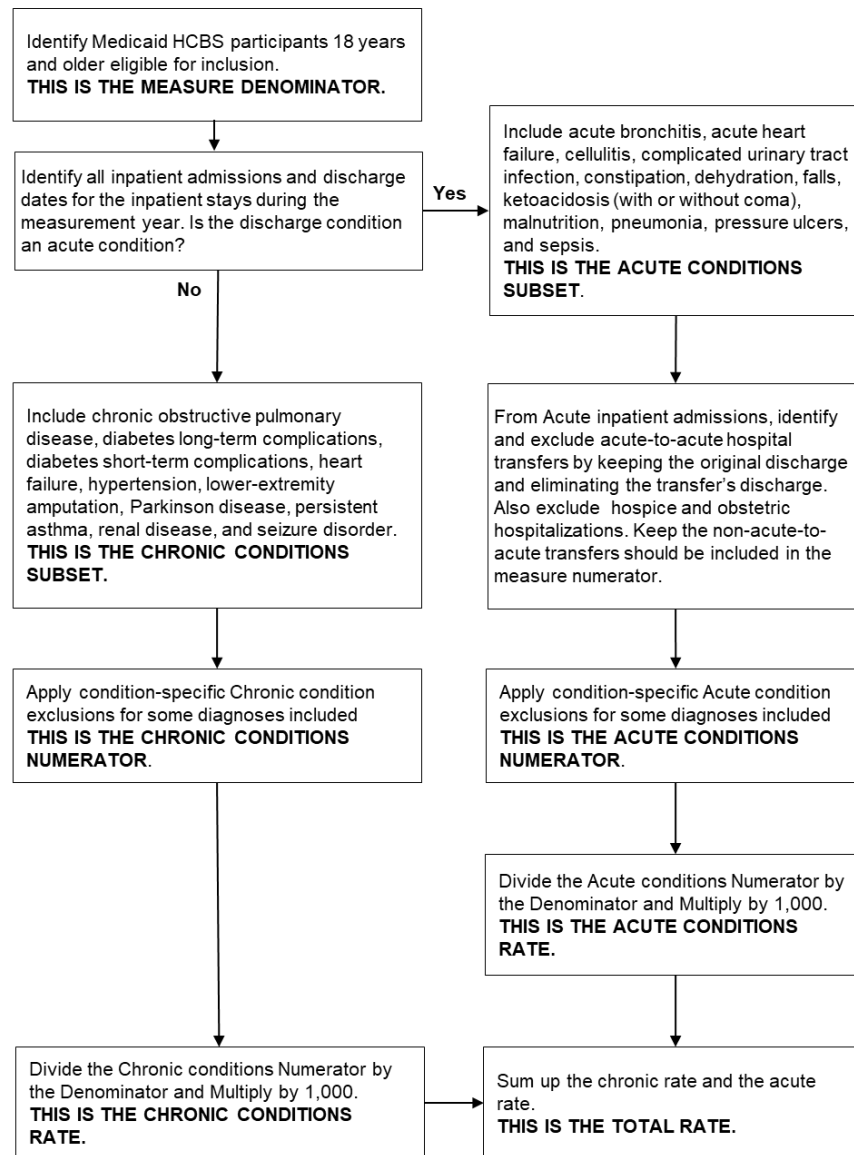 Identify Medicaid HCBS participants 18 years
and older eligible for inclusion.
THIS IS THE MEASURE DENOMINATOR.
Identify all inpatient admissions and discharge
dates for the inpatient stays during the
measurement year. Is the discharge condition
an acute condition?
Yes
No
Include acute bronchitis, acute heart
failure, cellulitis, complicated urinary tract
infection, constipation, dehydration, falls,
ketoacidosis (with or without coma),
malnutrition, pneumonia, pressure ulcers,
and sepsis.
THIS IS THE ACUTE CONDITIONS
SUBSET.
Include chronic obstructive pulmonary
disease, diabetes long-term complications,
diabetes short-term complications, heart
failure, hypertension, lower-extremity
amputation, Parkinson disease, persistent
asthma, renal disease, and seizure disorder.
THIS IS THE CHRONIC CONDITIONS
SUBSET.
From Acute inpatient admissions, identify
and exclude acute-to-acute hospital
transfers by keeping the original discharge
and eliminating the transfer's discharge.
Also exclude hospice and obstetric
hospitalizations. Keep the non-acute-to-
acute transfers should be included in the
measure numerator.
Apply condition-specific Chronic condition
exclusions for some diagnoses included
THIS IS THE CHRONIC CONDITIONS
NUMERATOR.
Apply condition-specific Acute condition
exclusions for some diagnoses included
THIS IS THE ACUTE CONDITIONS
NUMERATOR.
Divide the Acute conditions Numerator by
the Denominator and Multiply by 1,000.
THIS IS THE ACUTE CONDITIONS
RATE.
Divide the Chronic conditions Numerator by
the Denominator and Multiply by 1,000.
THIS IS THE CHRONIC CONDITIONS
RATE.
Sum up the chronic rate and the acute
rate.
THIS IS THE TOTAL RATE.